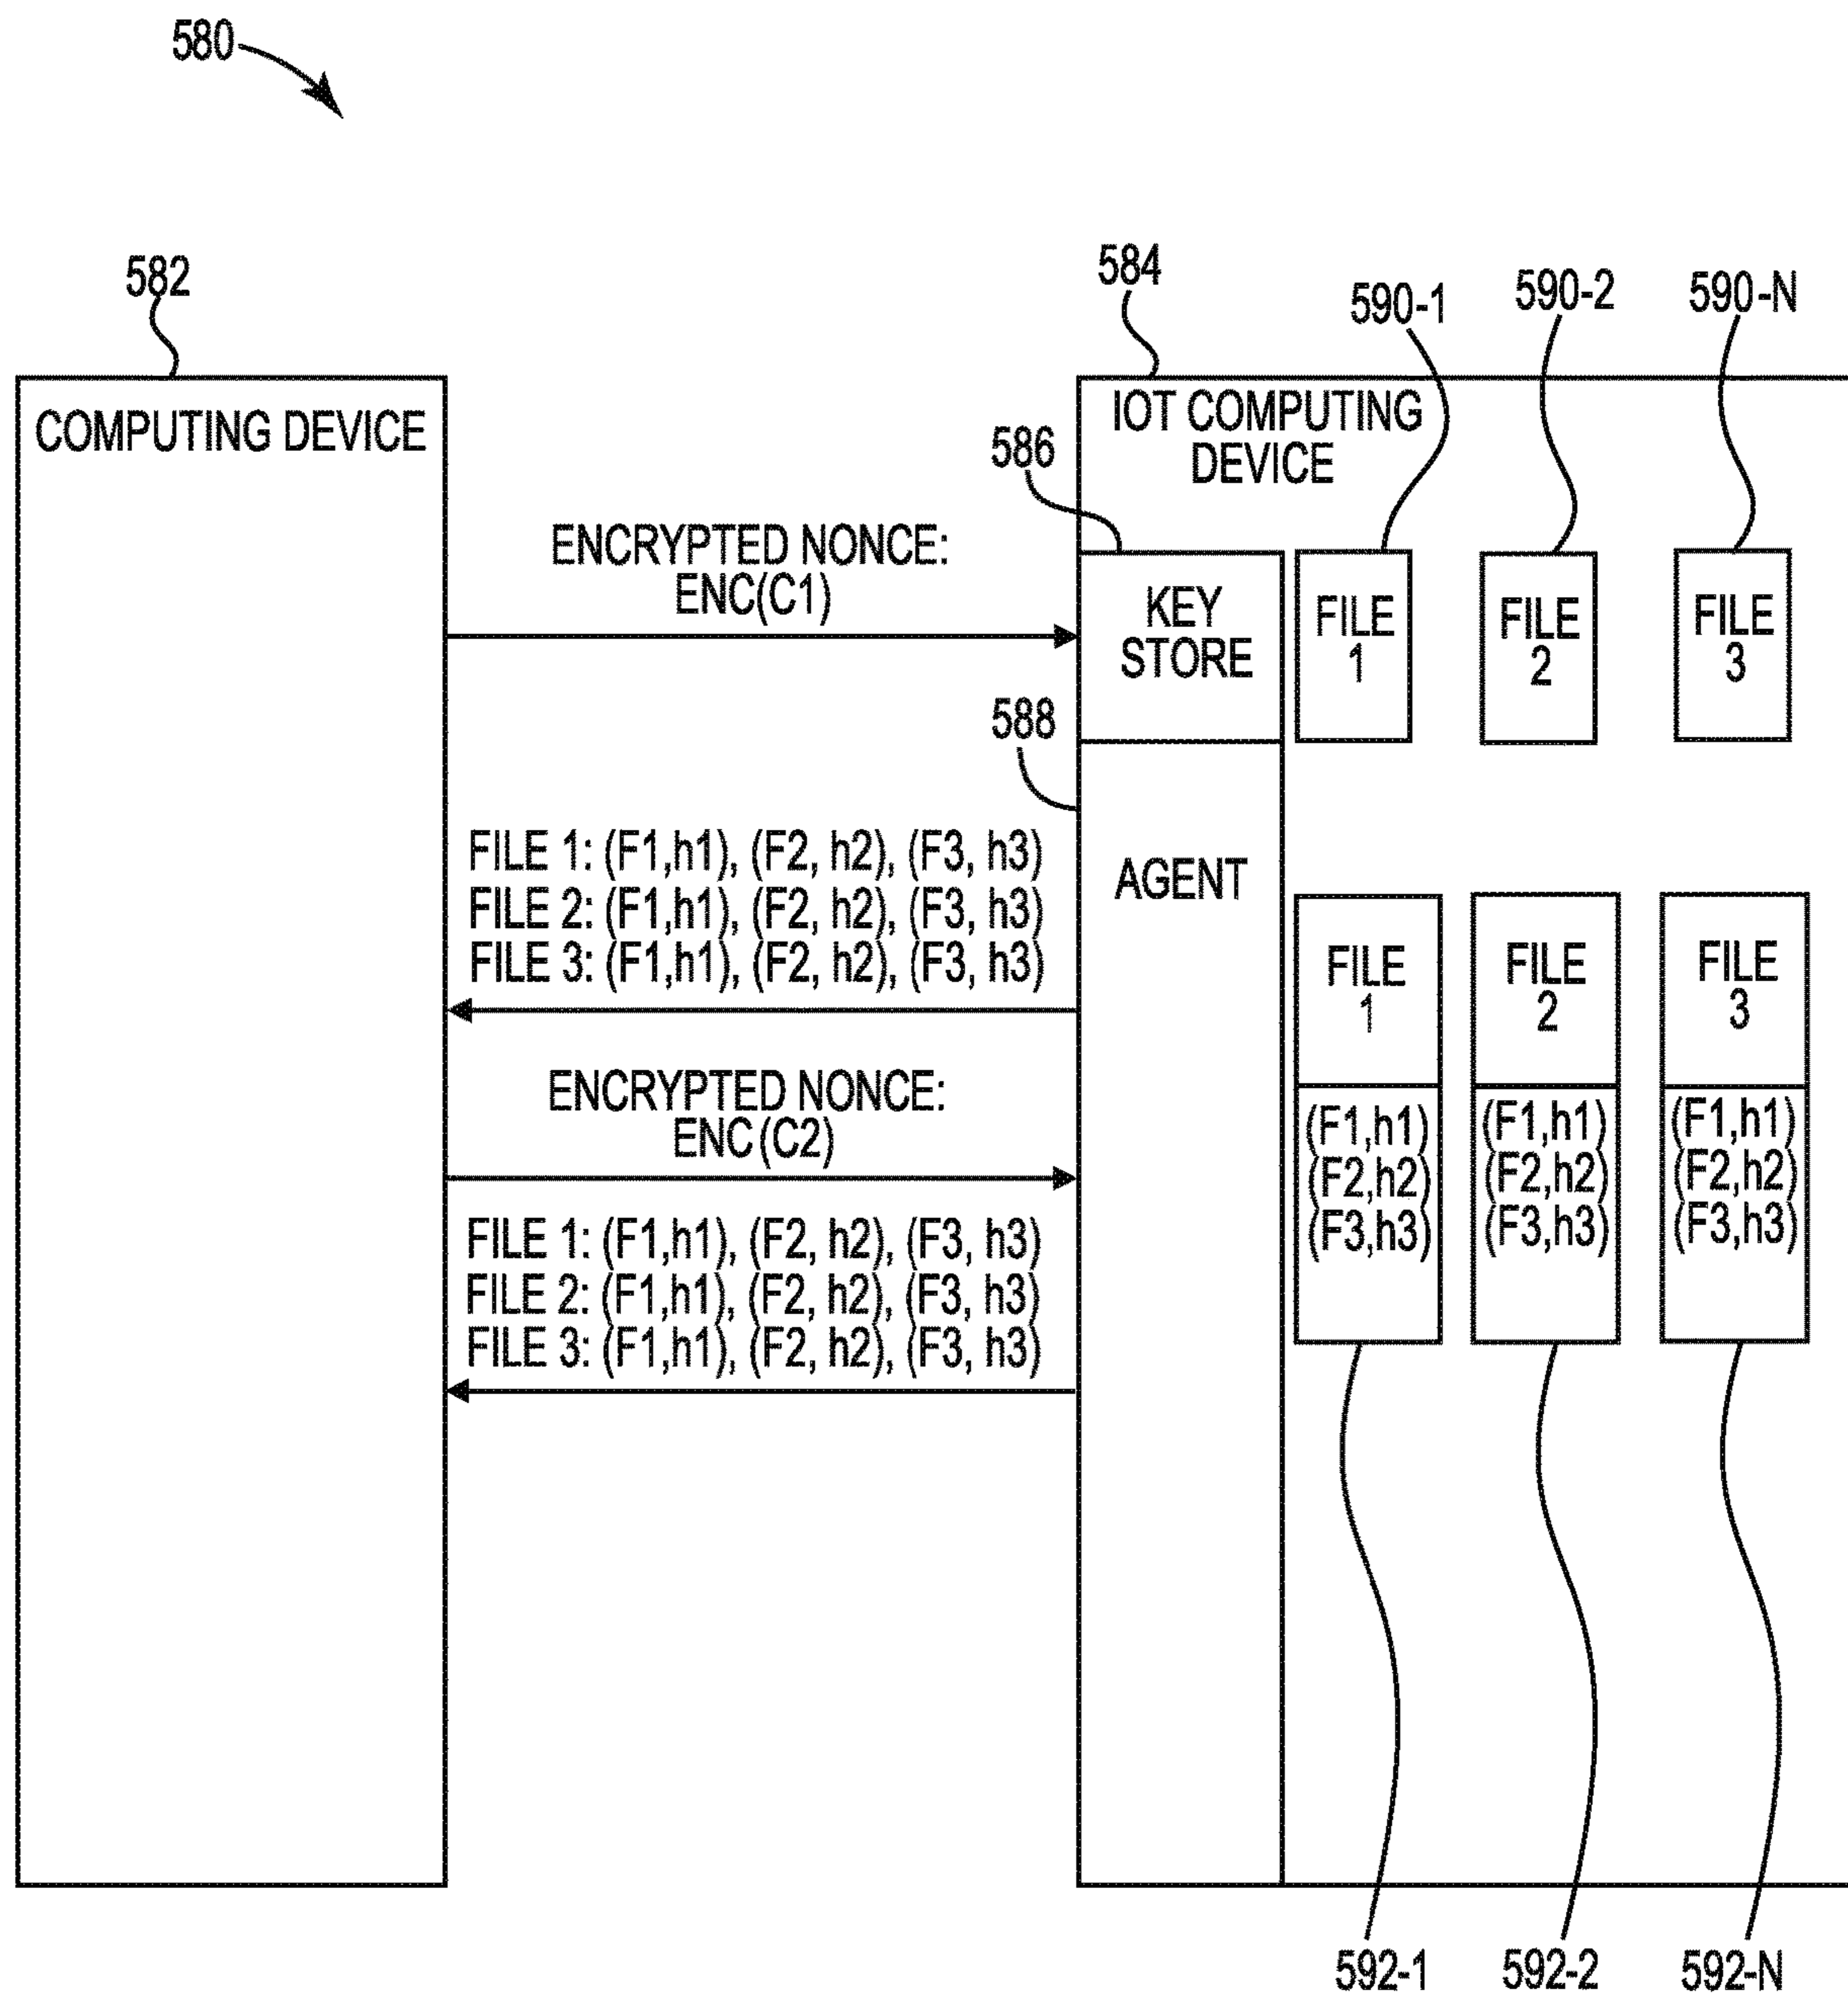 580
582
584
590-1
590-2
590-N
COMPUTING DEVICE
IOT COMPUTING
DEVICE
586
ENCRYPTED NONCE:
ENC(C1)
KEY
STORE
FILE
1
FILE
2
FILE
3
588
AGENT
FILE 1: (F1,h1), (F2, h2), (F3, h3)
FILE 2: (F1,h1), (F2, h2), (F3, h3)
FILE 3: (F1,h1), (F2, h2), (F3, h3)
FILE
1
FILE
2
FILE
3
ENCRYPTED NONCE:
ENC (C2)
(F1,h1)
(F2,h2)
(F3,h3)
(F1,h1)
(F2,h2)
(F3,h3)
(F1,h1)
(F2,h2)
(F3,h3)
FILE 1: (F1,h1), (F2, h2), (F3, h3)
FILE 2: (F1,h1), (F2, h2), (F3, h3)
FILE 3: (F1,h1), (F2, h2), (F3, h3)
592-1
592-2
592-N